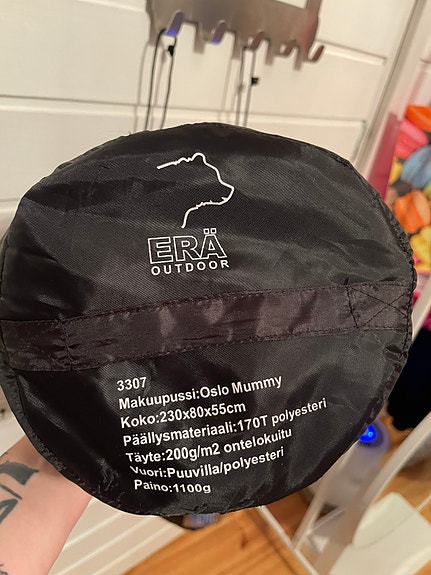 ERÄ
OUTDOOR
3307
Makuupussi:Oslo Mummy
Koko:230x80x55cm
Päällysmateriaali:170T polyesteri
Täyte:200g/m2 ontelokuitu
Vuori:Puuvilla/polyesteri
Paino:1100g